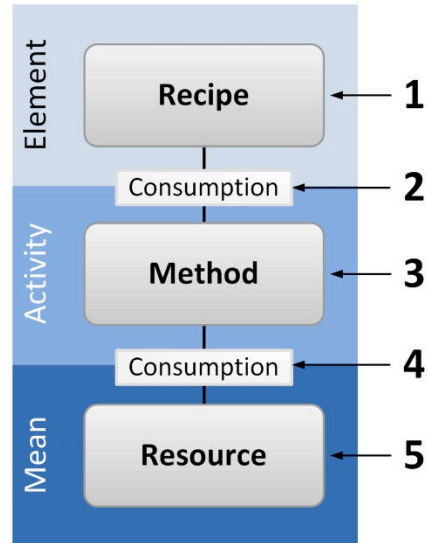 Element
Recipe
1
Consumption
2
Activity
Method
3
Consumption
4
Mean
Resource
5